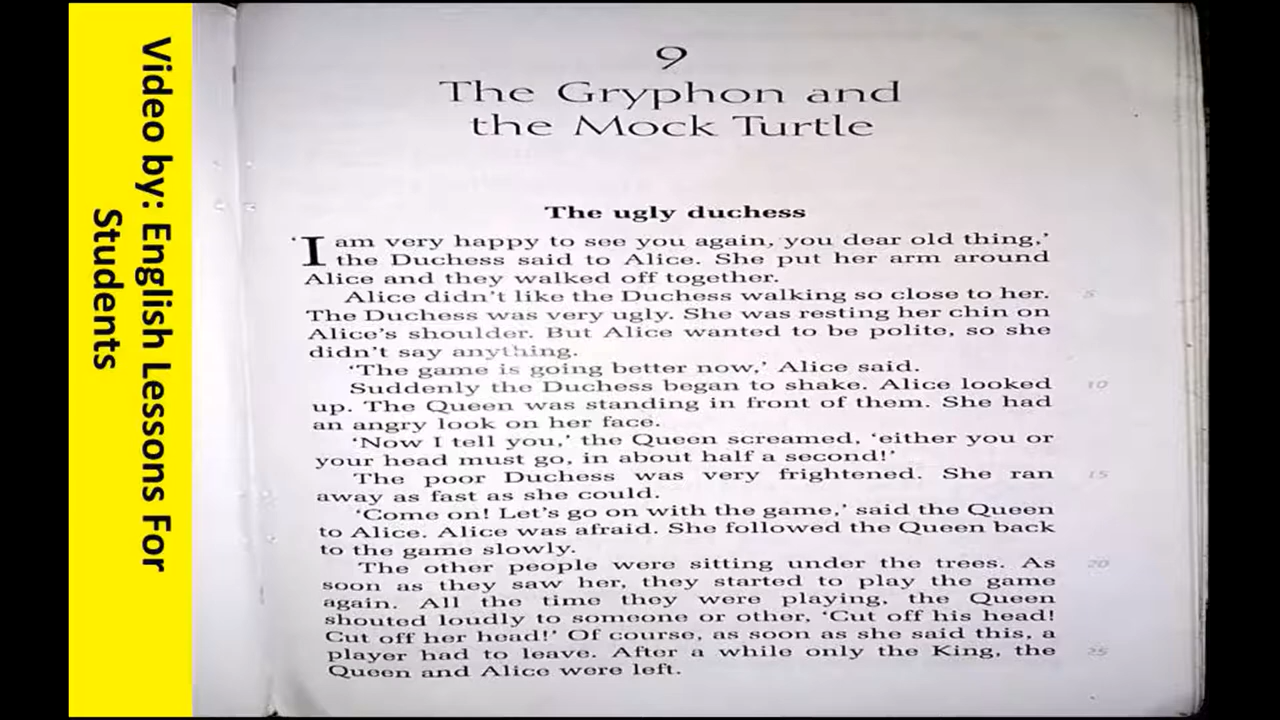 Video by: English Lessons For
Students
9
The Gryphon and
the Mock Turtle
The ugly duchess
'I am very happy to see you again, you dear old thing,'
the Duchess said to Alice. She put her arm around
Alice and they walked off together.
Alice didn't like the Duchess walking so close to her.
5
The Duchess was very ugly. She was resting her chin on
Alice's shoulder. But Alice wanted to be polite, so she
didn't say anything.
'The game is going better now,' Alice said.
Suddenly the Duchess began to shake. Alice looked
10
up. The Queen was standing in front of them. She had
an angry look on her face.
'Now I tell you,' the Queen screamed, 'either you or
your head must go, in about half a second!'
The poor Duchess was very frightened. She ran
15
away as fast as she could.
'Come on! Let's go on with the game,' said the Queen
to Alice. Alice was afraid. She followed the Queen back
to the game slowly.
The other people were sitting under the trees. As
20
soon as they saw her, they started to play the game
again. All the time they were playing, the Queen
shouted loudly to someone or other, 'Cut off his head!
Cut off her head!' Of course, as soon as she said this, a
player had to leave. After a while only the King, the
25
Queen and Alice were left.